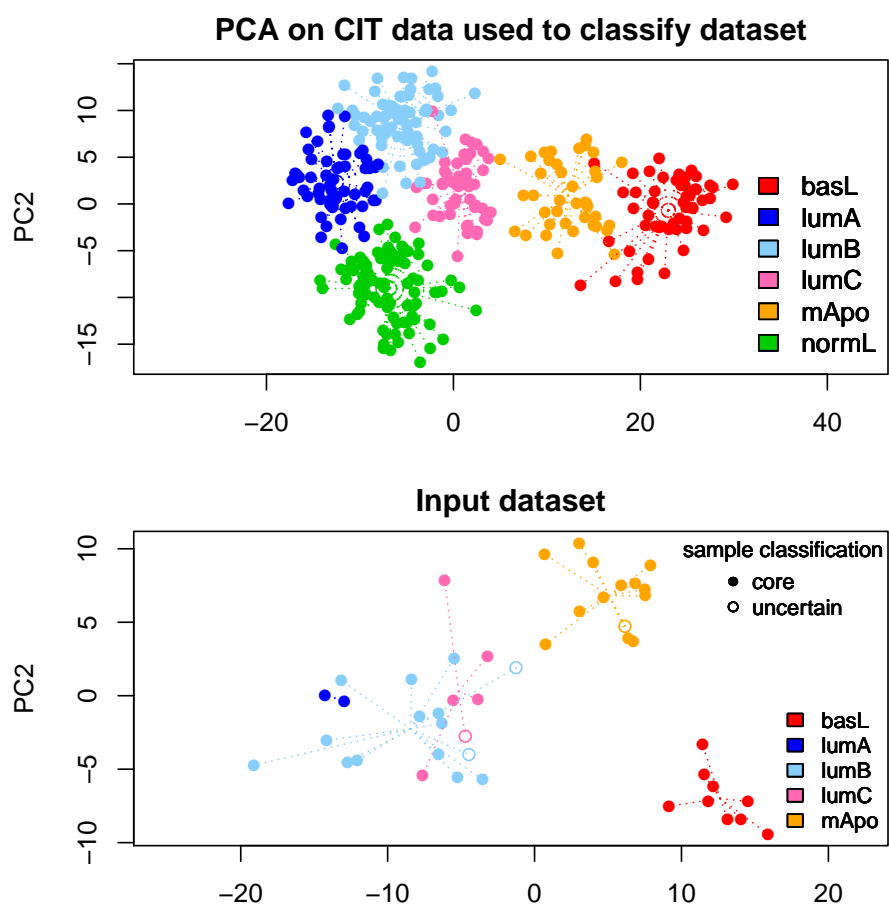 PCA on CIT data used to classify dataset
PC2
10
5
0
−5
−15
−20
0
20
40
basL
lumA
lumB
lumC
mApo
normL
Input dataset
PC2
10
5
0
−5
−10
−20
−10
0
10
20
sample classification
core
uncertain
basL
lumA
lumB
lumC
mApo